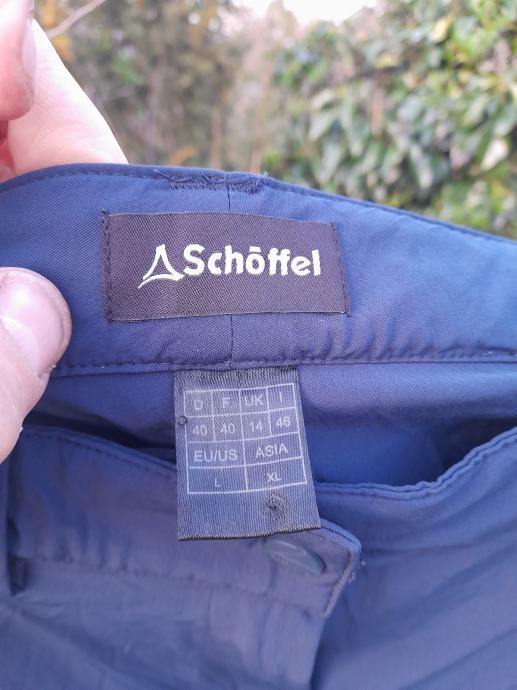 Schöffel
D F UK I
40 40 14 46
EU/US ASIA
L XL